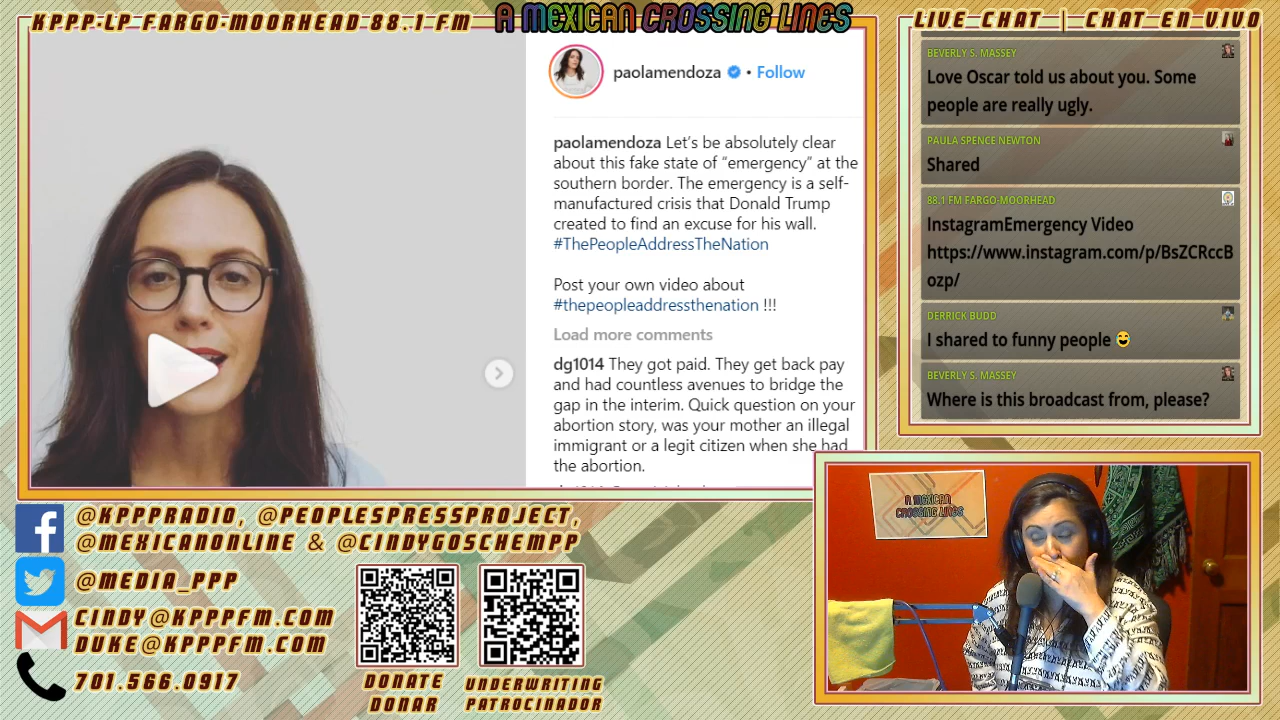 KPPP-LP FARGO-MOORHEAD 88.1 FM
A MEXICAN CROSSING LINES
LIVE CHAT | CHAT EN VIVO
paolamendoza • Follow
paolamendoza Let's be absolutely clear
about this fake state of "emergency" at the
southern border. The emergency is a self-
manufactured crisis that Donald Trump
created to find an excuse for his wall.
#ThePeopleAddressTheNation
Post your own video about
#thepeopleaddressthenation !!!
Load more comments
dg1014 They got paid. They get back pay
and had countless avenues to bridge the
gap in the interim. Quick question on your
abortion story, was your mother an illegal
immigrant or a legit citizen when she had
the abortion.
BEVERLY S. MASSEY
Love Oscar told us about you. Some
people are really ugly.
PAULA SPENCE NEWTON
Shared
88.1 FM FARGO-MOORHEAD
InstagramEmergency Video
https://www.instagram.com/p/BsZCRccB
ozp/
DERRICK BUDD
I shared to funny people 😅
BEVERLY S. MASSEY
Where is this broadcast from, please?
A MEXICAN
CROSSING LINES
@KPPPRADIO, @PEOPLESPRESSPROJECT,
@MEXICANONLINE & @CINDYGOSCHEMPP
@MEDIA_PPP
CINDY@KPPPFM.COM
DUKE@KPPPFM.COM
701.566.0917
DONATE
DONAR
UNDERWRITING
PATROCINADOR